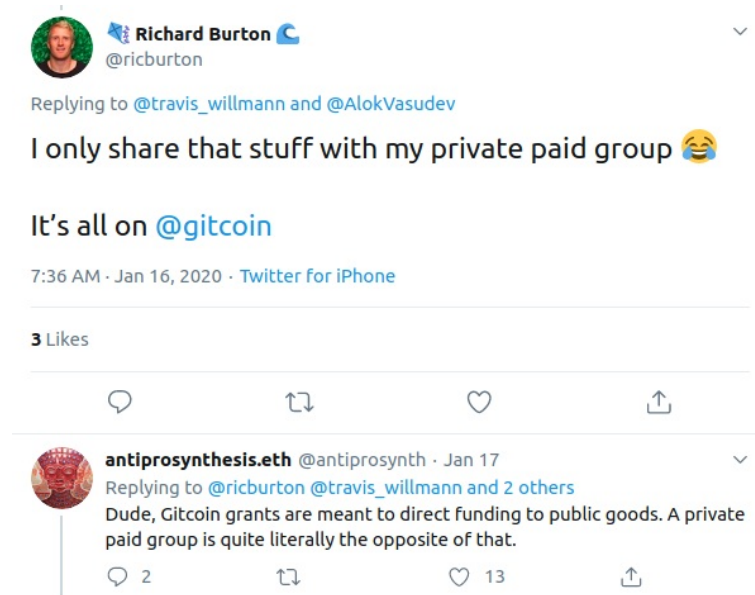 Richard Burton
@ricburton
Replying to @travis_willmann and @AlokVasudev
I only share that stuff with my private paid group 😂
It's all on @gitcoin
7:36 AM · Jan 16, 2020 · Twitter for iPhone
3 Likes
antiprosynthesis.eth @antiprosynth · Jan 17
Replying to @ricburton @travis_willmann and 2 others
Dude, Gitcoin grants are meant to direct funding to public goods. A private
paid group is quite literally the opposite of that.
2 13